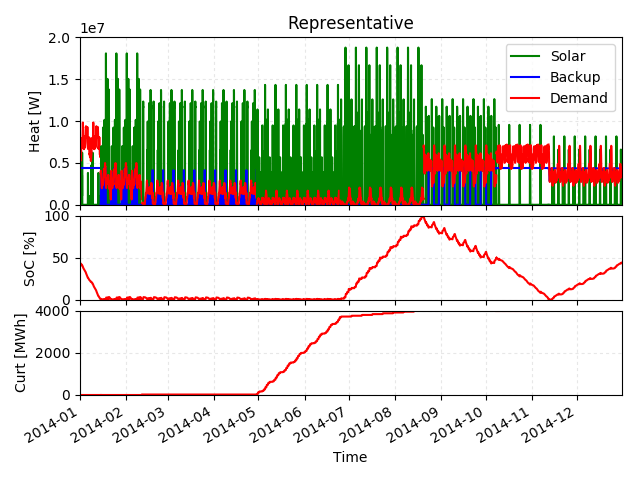 Representative
1e7
2.0
1.5
1.0
0.5
0.0
Heat [W]
Solar
Backup
Demand
100
50
0
SoC [%]
4000
2000
0
Curt [MWh]
2014-01
2014-02
2014-03
2014-04
2014-05
2014-06
2014-07
2014-08
2014-09
2014-10
2014-11
2014-12
Time